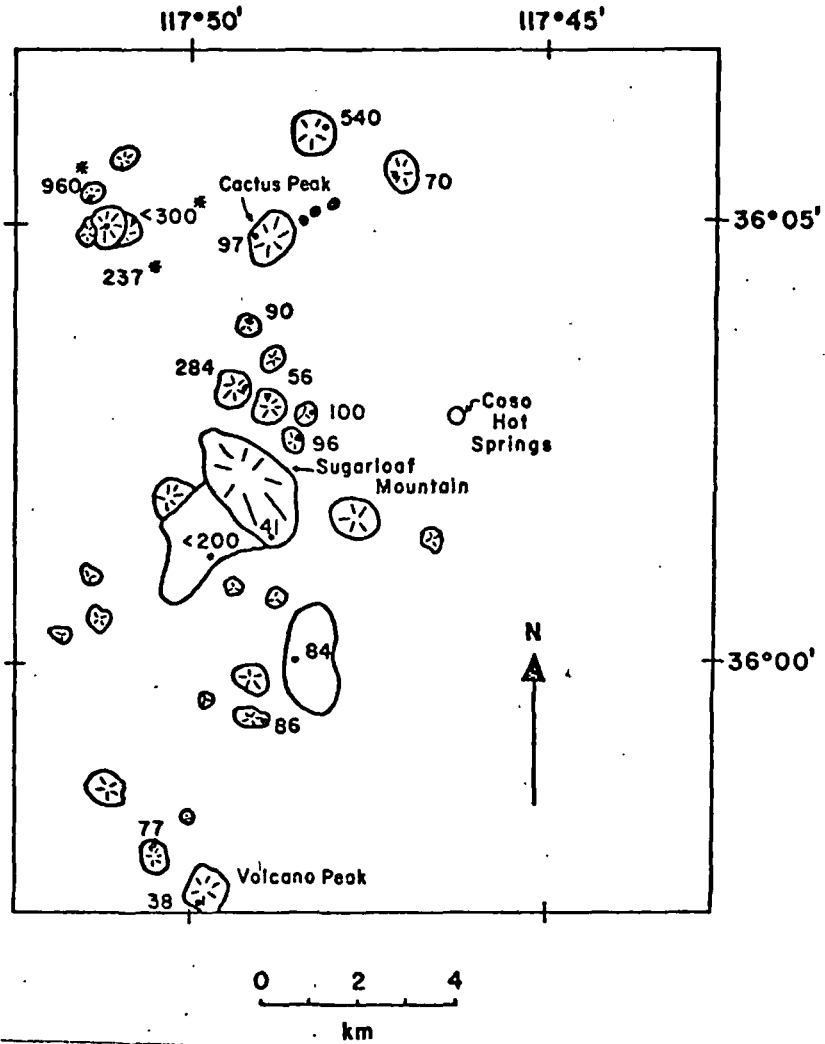 117°50'
117°45'
540
70
*
960
<300*
Cactus Peak
97
36°05'
237*
90
56
284
100
96
Coso
Hot
Springs
Sugarloaf
Mountain
41
<200
N
84
36°00'
86
77
Volcano Peak
38
0 2 4
km